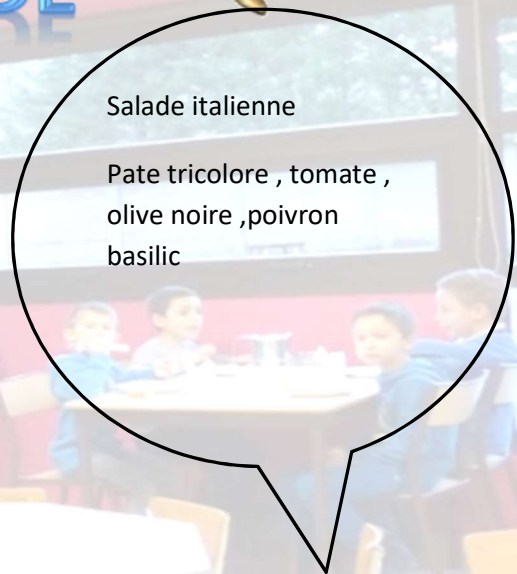 Salade italienne
Pate tricolore , tomate ,
olive noire ,poivron
basilic